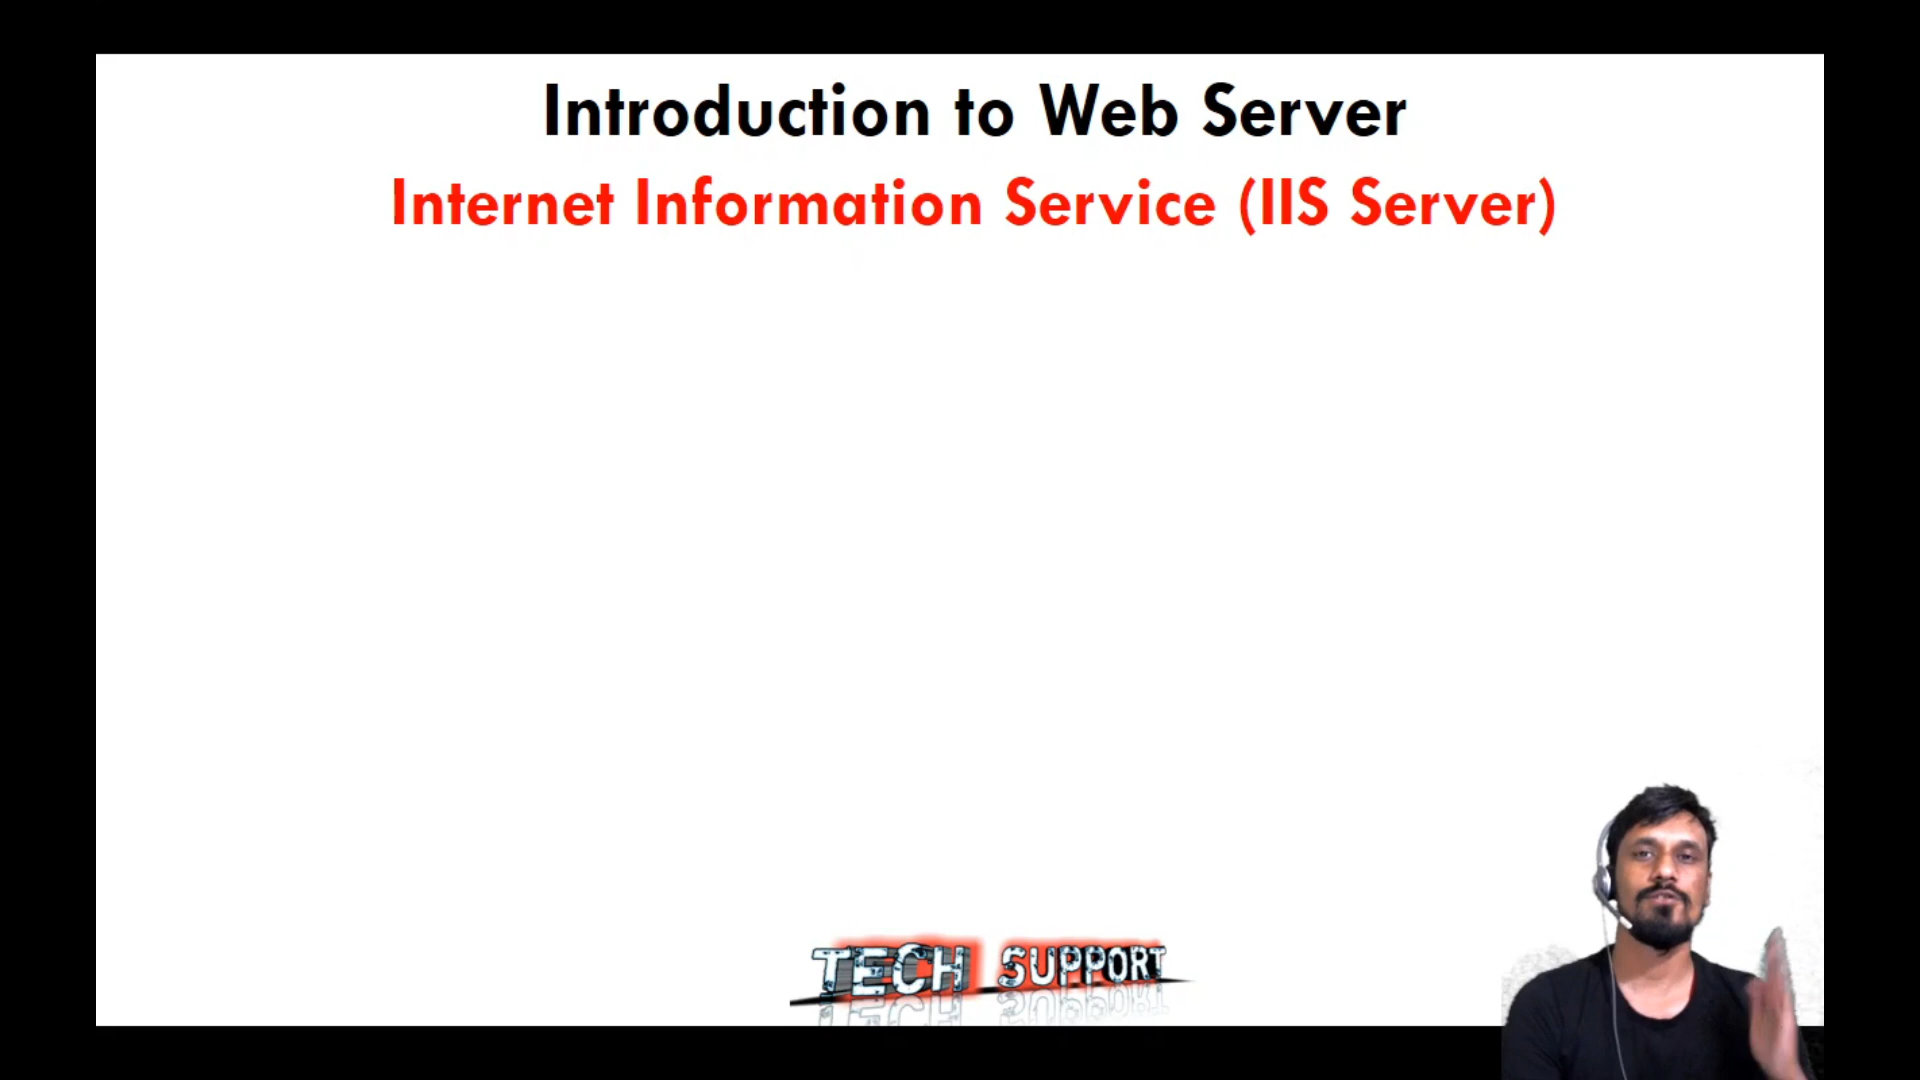 Introduction to Web Server
Internet Information Service (IIS Server)
TECH SUPPORT